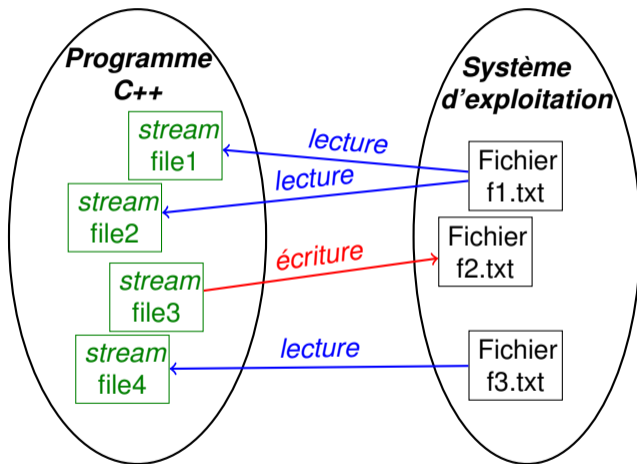 Programme
C++
stream
file1
stream
file2
stream
file3
stream
file4
lecture
lecture
écriture
lecture
Système
d'exploitation
Fichier
f1.txt
Fichier
f2.txt
Fichier
f3.txt